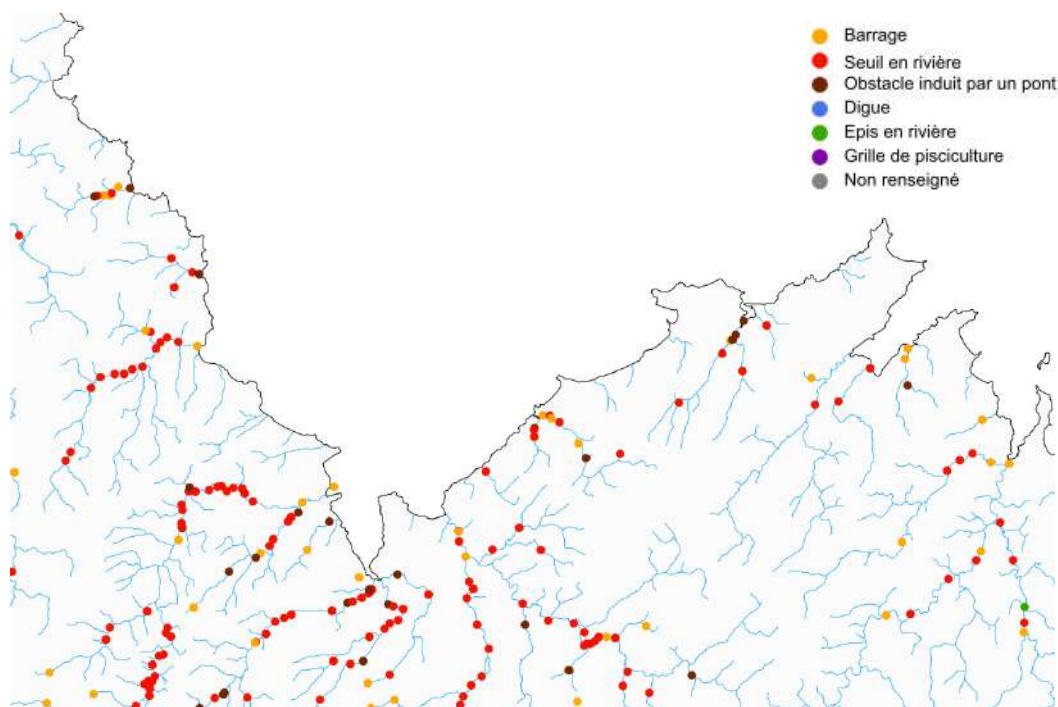 Barrage
Seuil en rivière
Obstacle induit par un pont
Digue
Epis en rivière
Grille de pisciculture
Non renseigné